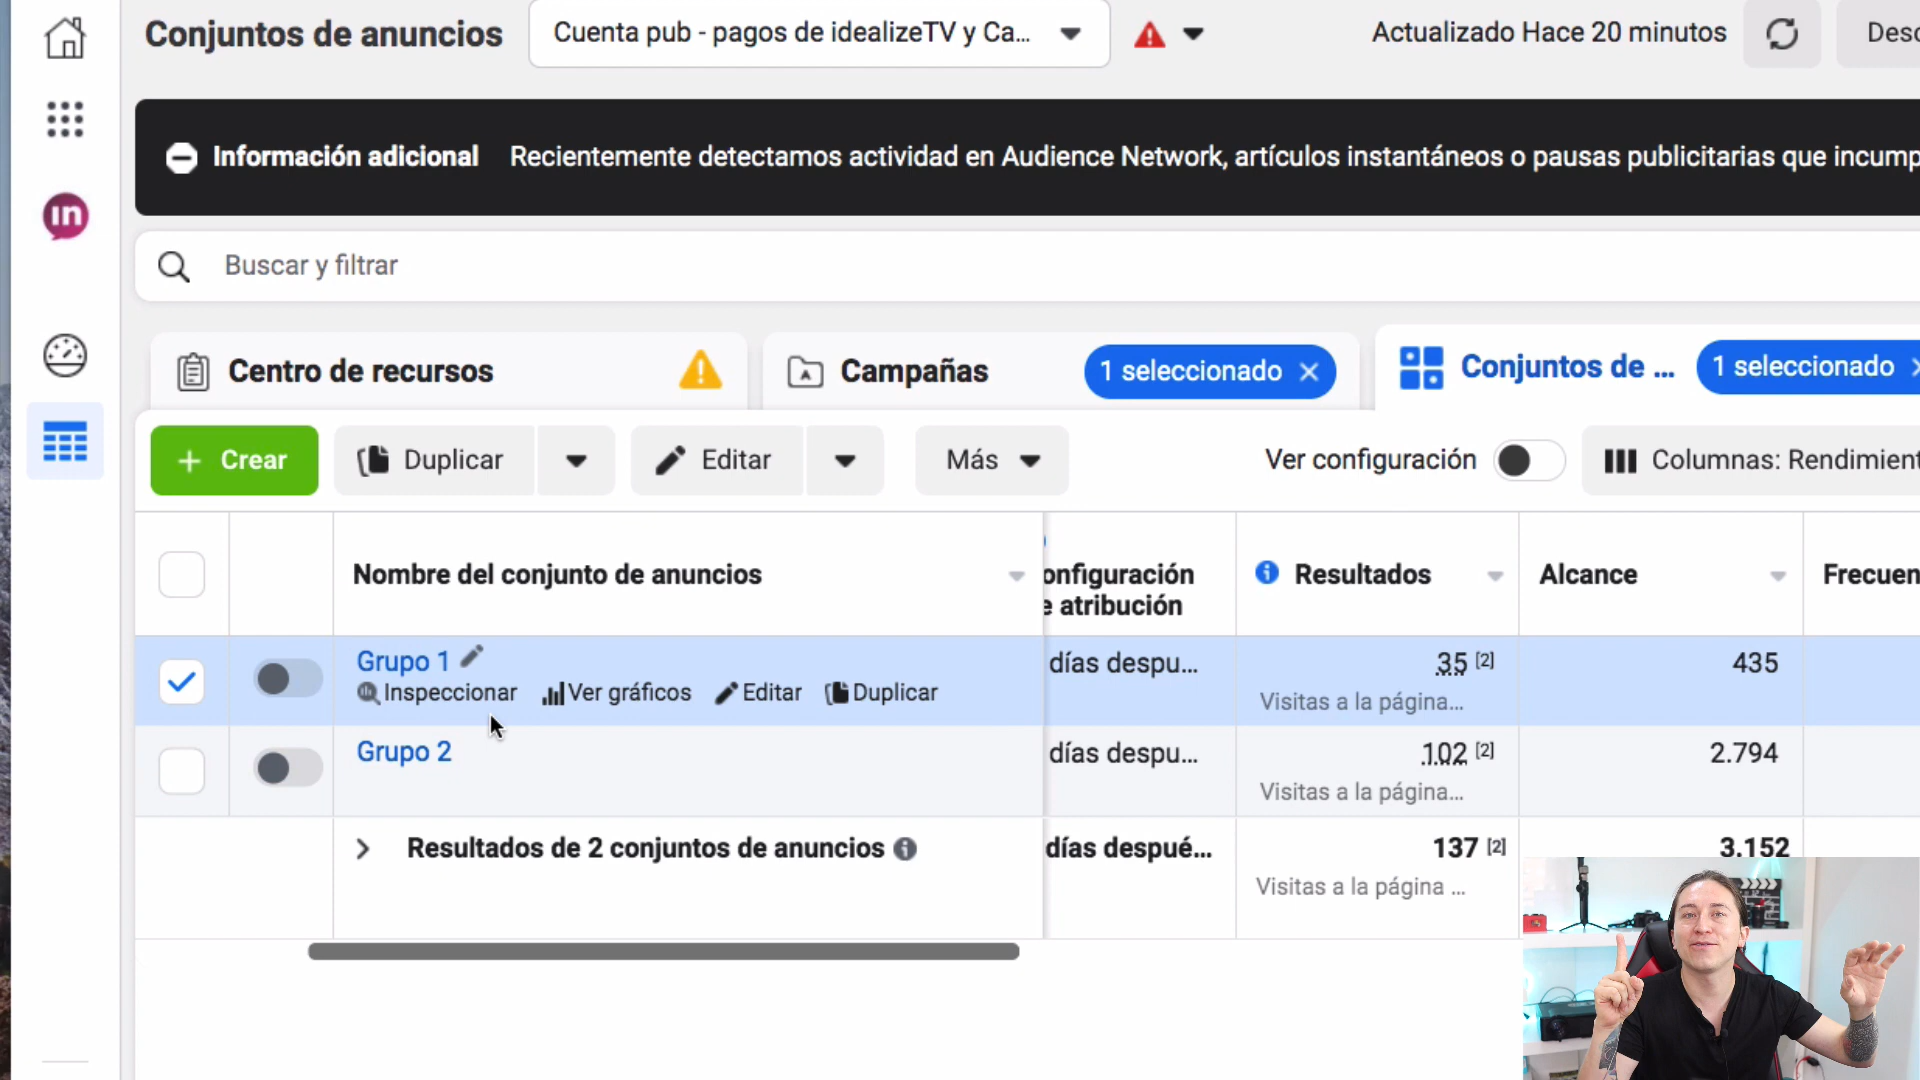 Conjuntos de anuncios
Cuenta pub - pagos de idealizeTV y Ca...
Actualizado Hace 20 minutos
Desc
in
Información adicional Recientemente detectamos actividad en Audience Network, artículos instantáneos o pausas publicitarias que incump
Buscar y filtrar
Centro de recursos
Campañas
1 seleccionado
Conjuntos de ...
1 seleccionado
+ Crear
Duplicar
Editar
Más
Ver configuración
Columnas: Rendimient
Nombre del conjunto de anuncios
onfiguración
e atribución
Resultados
Alcance
Frecuen
Grupo 1
días despu...
35 [2]
435
Inspeccionar
Ver gráficos
Editar
Duplicar
Visitas a la página...
Grupo 2
días despu...
102 [2]
2.794
Visitas a la página...
Resultados de 2 conjuntos de anuncios
días despué...
137 [2]
3.152
Visitas a la página ...